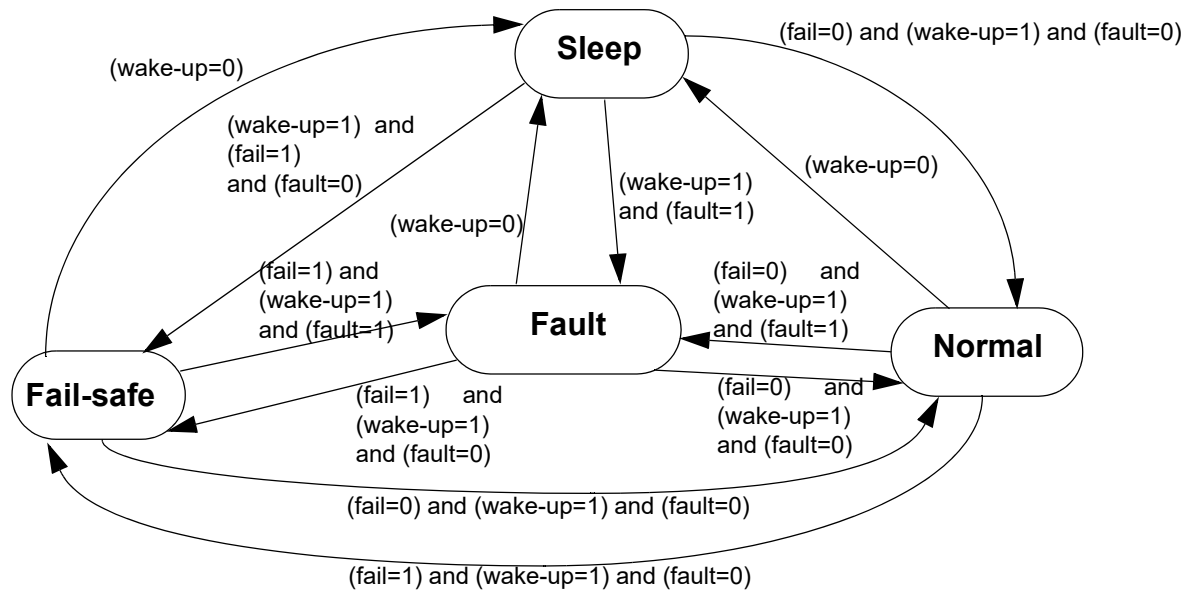 Sleep
(fail=0) and (wake-up=1) and (fault=0)
(wake-up=0)
(wake-up=1) and
(fail=1)
and (fault=0)
(wake-up=0)
(wake-up=1)
and (fault=1)
(wake-up=0)
(fail=1) and
(wake-up=1)
and (fault=1)
Fault
(fail=0) and
(wake-up=1)
and (fault=1)
Normal
Fail-safe
(fail=1) and
(wake-up=1)
and (fault=0)
(fail=0) and
(wake-up=1)
and (fault=0)
(fail=0) and (wake-up=1) and (fault=0)
(fail=1) and (wake-up=1) and (fault=0)